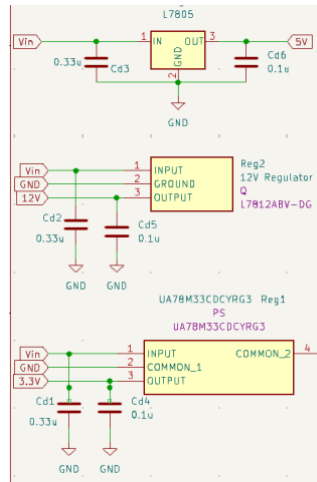 L7805
Vin 1 IN OUT 3 5V
GND
2
0.33u Cd3
Cd6
0.1u
GND
Vin 1 INPUT
GND 2 GROUND
12V 3 OUTPUT
Reg2
12V Regulator
Q
L7812ABV-DG
Cd2
0.33u
Cd5
0.1u
GND GND
UA78M33CDCYRG3 Reg1
PS
UA78M33CDCYRG3
Vin 1 INPUT COMMON_2 4
GND 2 COMMON_1
3.3V 3 OUTPUT
Cd1
0.33u
Cd4
0.1u
GND GND